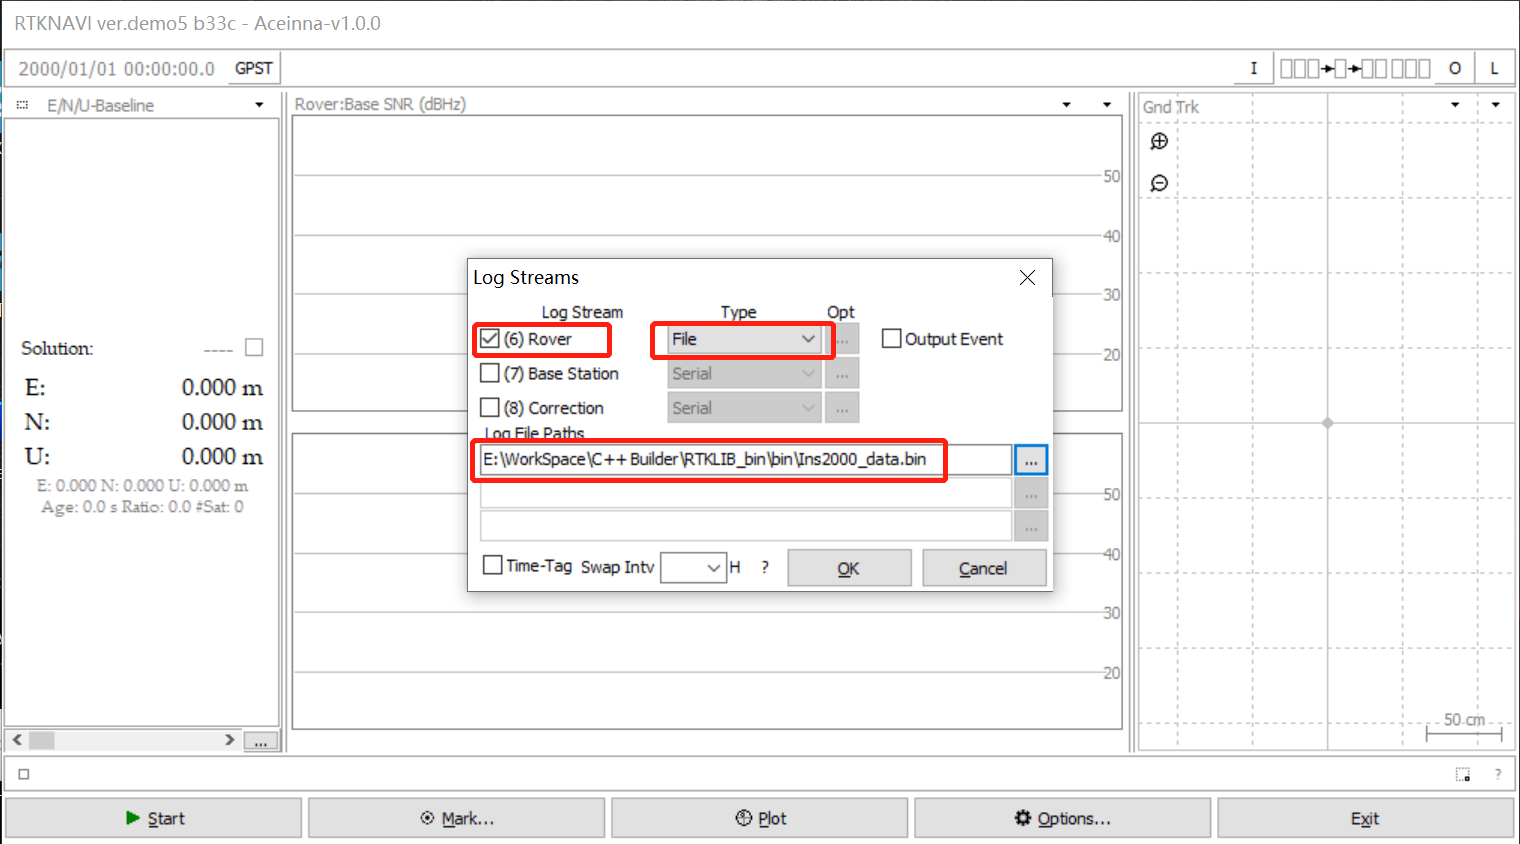 RTKNAVI ver.demo5 b33c - Aceinna-v1.0.0
2000/01/01 00:00:00.0 GPST I O L
E/N/U-Baseline
Rover:Base SNR (dBHz)
Gnd Trk
50
40
30
20
Solution: ----
E: 0.000 m
N: 0.000 m
U: 0.000 m
E: 0.000 N: 0.000 U: 0.000 m
Age: 0.0 s Ratio: 0.0 #Sat: 0
...
Log Streams
Log Stream Type Opt
(6) Rover File ... Output Event
(7) Base Station Serial ...
(8) Correction Serial ...
Log File Paths
E:\WorkSpace\C++ Builder\RTKLIB_bin\bin\Ins2000_data.bin ...
...
...
Time-Tag Swap Intv H ? OK Cancel
50
40
30
20
50 cm
?
Start Mark... Plot Options... Exit